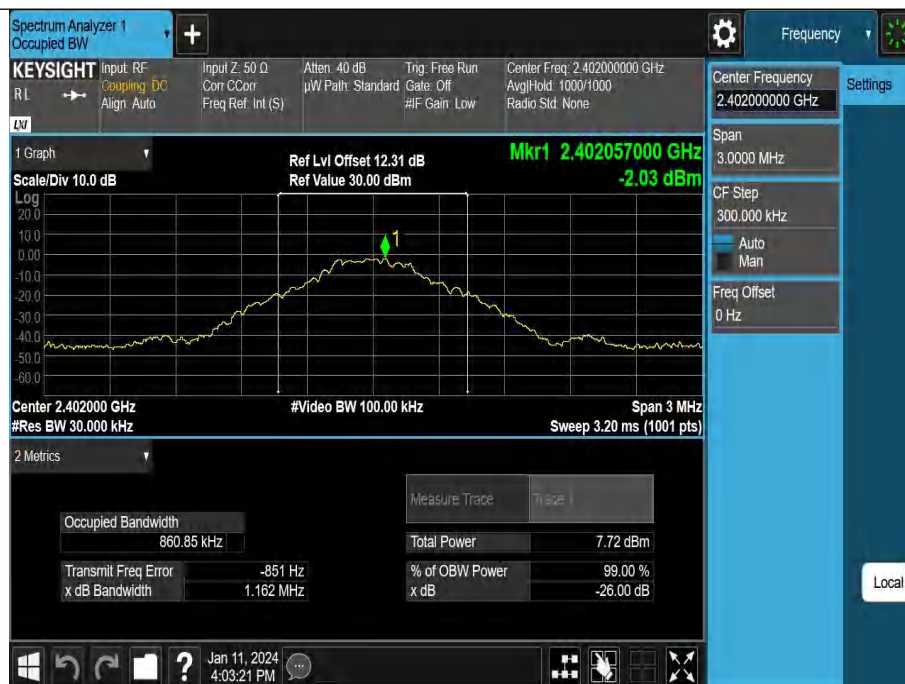 Spectrum Analyzer 1
Occupied BW
Frequency
KEYSIGHT
RL
LXI
Input: RF
Coupling: DC
Align: Auto
Input Z: 50 Ω
Corr CCorr
Freq Ref: Int (S)
Atten: 40 dB
µW Path: Standard
Trig: Free Run
Gate: Off
#IF Gain: Low
Center Freq: 2.402000000 GHz
Avg|Hold: 1000/1000
Radio Std: None
Center Frequency
2.402000000 GHz
Settings
Span
3.0000 MHz
CF Step
300.000 kHz
Auto
Man
Freq Offset
0 Hz
1 Graph
Scale/Div 10.0 dB
Ref Lvl Offset 12.31 dB
Ref Value 30.00 dBm
Mkr1 2.402057000 GHz
-2.03 dBm
Log
20.0
10.0
0.00
-10.0
-20.0
-30.0
-40.0
-50.0
-60.0
1
Center 2.402000 GHz
#Video BW 100.00 kHz
Span 3 MHz
#Res BW 30.000 kHz
Sweep 3.20 ms (1001 pts)
2 Metrics
Measure Trace
Trace 1
Occupied Bandwidth
860.85 kHz
Total Power
7.72 dBm
Transmit Freq Error
-851 Hz
% of OBW Power
99.00 %
x dB Bandwidth
1.162 MHz
x dB
-26.00 dB
Local
?
Jan 11, 2024
4:03:21 PM